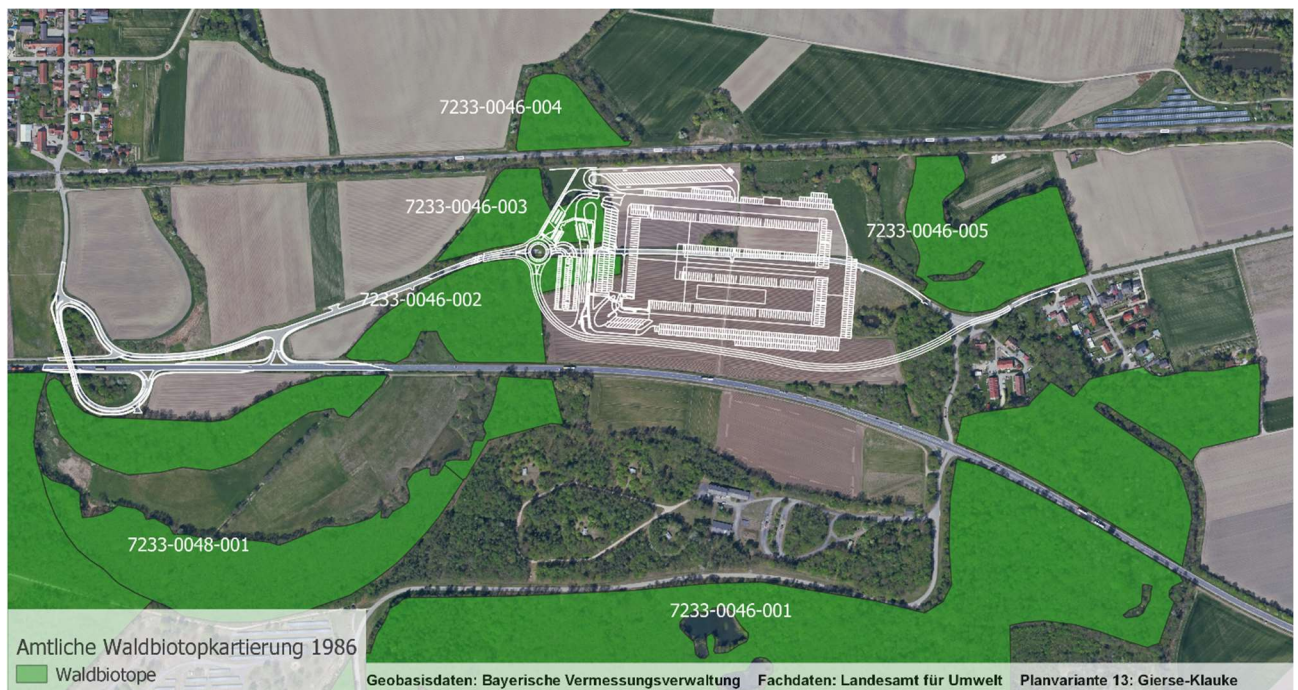 7233-0046-004
7233-0046-003
7233-0046-005
7233-0046-002
7233-0048-001
7233-0046-001
Amtliche Waldbiotopkartierung 1986
Waldbiotope
Geobasisdaten: Bayerische Vermessungsverwaltung Fachdaten: Landesamt für Umwelt Planvariante 13: Gierse-Klauke